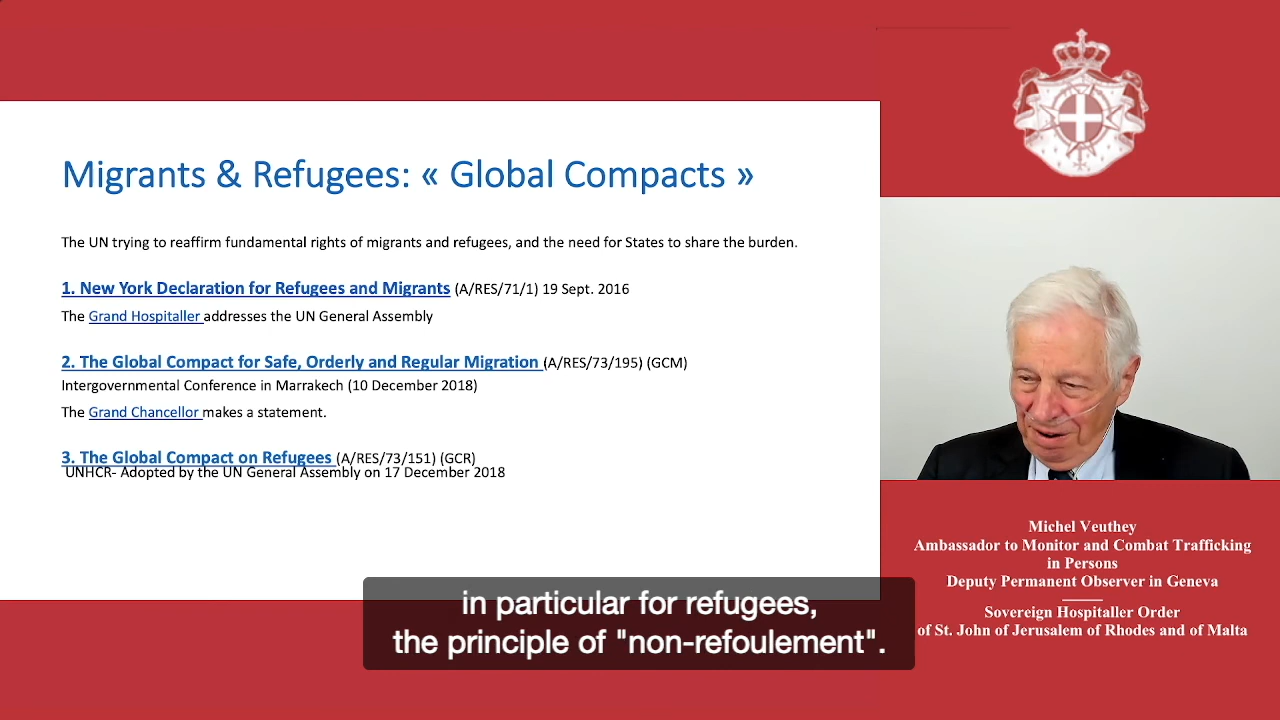 Migrants & Refugees: « Global Compacts »
The UN trying to reaffirm fundamental rights of migrants and refugees, and the need for States to share the burden.
1. New York Declaration for Refugees and Migrants (A/RES/71/1) 19 Sept. 2016
The Grand Hospitaller addresses the UN General Assembly
2. The Global Compact for Safe, Orderly and Regular Migration (A/RES/73/195) (GCM)
Intergovernmental Conference in Marrakech (10 December 2018)
The Grand Chancellor makes a statement.
3. The Global Compact on Refugees (A/RES/73/151) (GCR)
UNHCR- Adopted by the UN General Assembly on 17 December 2018
Michel Veuthey
Ambassador to Monitor and Combat Trafficking
in Persons
Deputy Permanent Observer in Geneva
Sovereign Hospitaller Order
of St. John of Jerusalem of Rhodes and of Malta
in particular for refugees,
the principle of "non-refoulement".